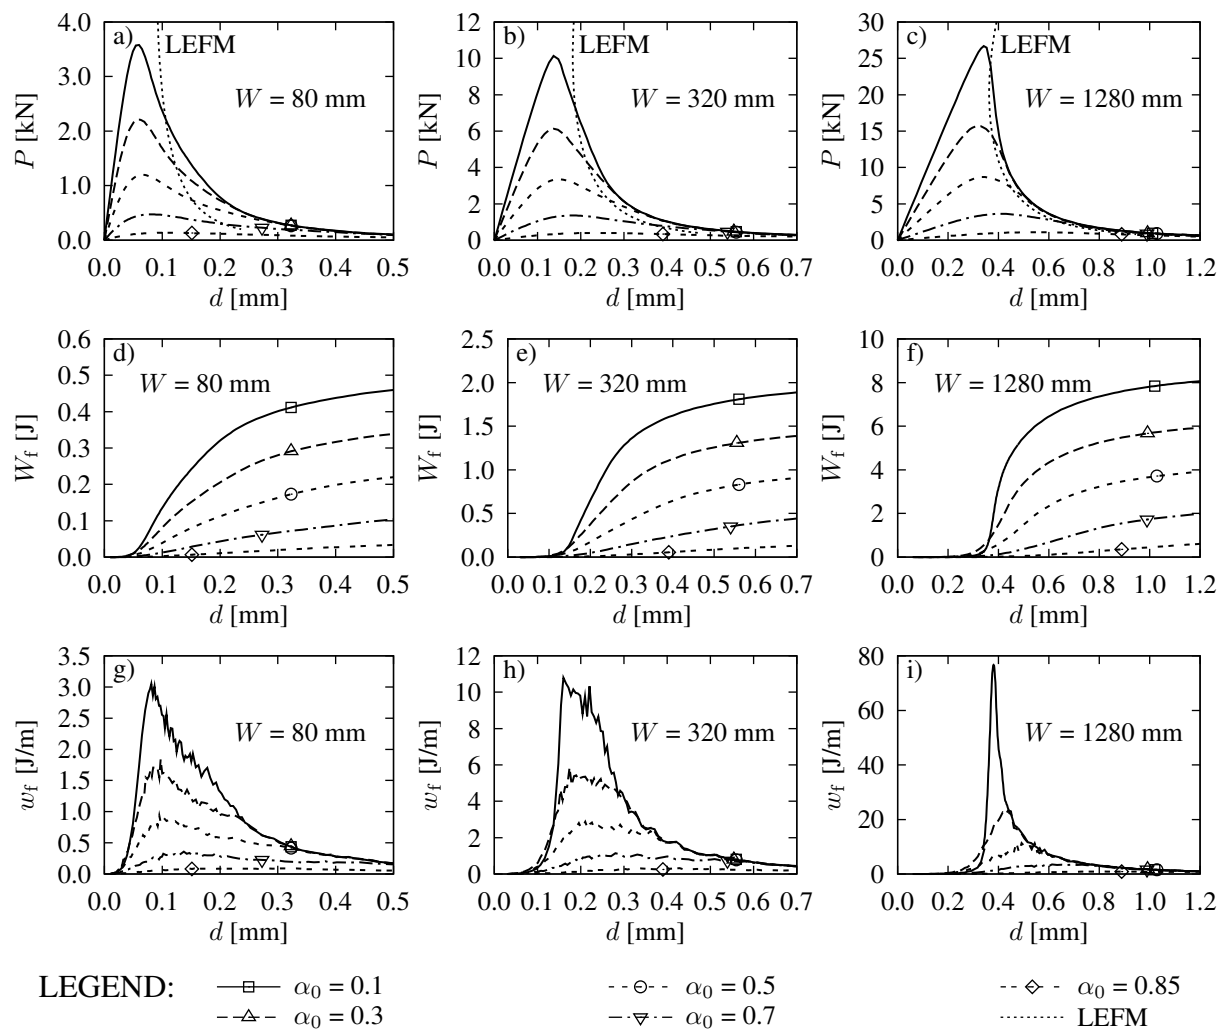 a) LEFM
W = 80 mm
P [kN]
4.0
3.0
2.0
1.0
0.0
0.0 0.1 0.2 0.3 0.4 0.5
d [mm]
b) LEFM
W = 320 mm
P [kN]
12
10
8
6
4
2
0
0.0 0.1 0.2 0.3 0.4 0.5 0.6 0.7
d [mm]
c) LEFM
W = 1280 mm
P [kN]
30
25
20
15
10
5
0
0.0 0.2 0.4 0.6 0.8 1.0 1.2
d [mm]
d)
W = 80 mm
W_f [J]
0.6
0.5
0.4
0.3
0.2
0.1
0.0
0.0 0.1 0.2 0.3 0.4 0.5
d [mm]
e)
W = 320 mm
W_f [J]
2.5
2.0
1.5
1.0
0.5
0.0
0.0 0.1 0.2 0.3 0.4 0.5 0.6 0.7
d [mm]
f)
W = 1280 mm
W_f [J]
10
8
6
4
2
0
0.0 0.2 0.4 0.6 0.8 1.0 1.2
d [mm]
g)
W = 80 mm
w_f [J/m]
3.5
3.0
2.5
2.0
1.5
1.0
0.5
0.0
0.0 0.1 0.2 0.3 0.4 0.5
d [mm]
h)
W = 320 mm
w_f [J/m]
12
10
8
6
4
2
0
0.0 0.1 0.2 0.3 0.4 0.5 0.6 0.7
d [mm]
i)
W = 1280 mm
w_f [J/m]
80
60
40
20
0
0.0 0.2 0.4 0.6 0.8 1.0 1.2
d [mm]
LEGEND:
α₀ = 0.1
α₀ = 0.3
α₀ = 0.5
α₀ = 0.7
α₀ = 0.85
LEFM